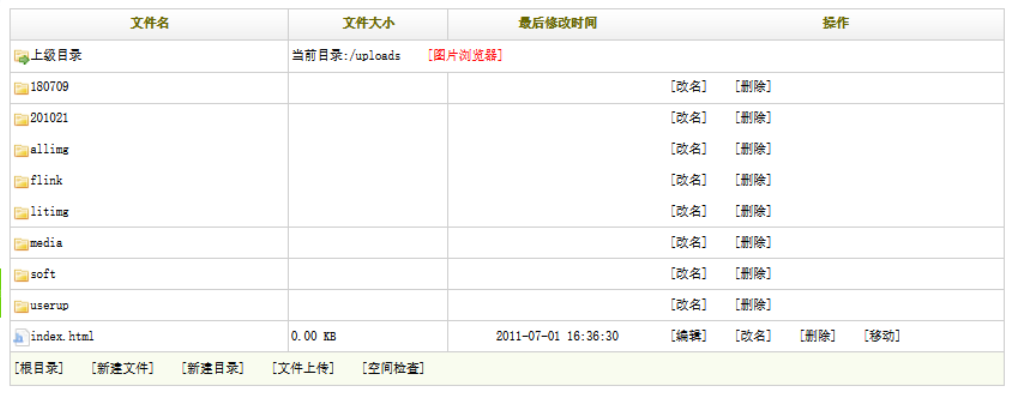 文件名 文件大小 最后修改时间 操作
上级目录 当前目录:/uploads [图片浏览器]
180709 [改名] [删除]
201021 [改名] [删除]
allimg [改名] [删除]
flink [改名] [删除]
litimg [改名] [删除]
media [改名] [删除]
soft [改名] [删除]
userup [改名] [删除]
index.html 0.00 KB 2011-07-01 16:36:30 [编辑] [改名] [删除] [移动]
[根目录] [新建文件] [新建目录] [文件上传] [空间检查]